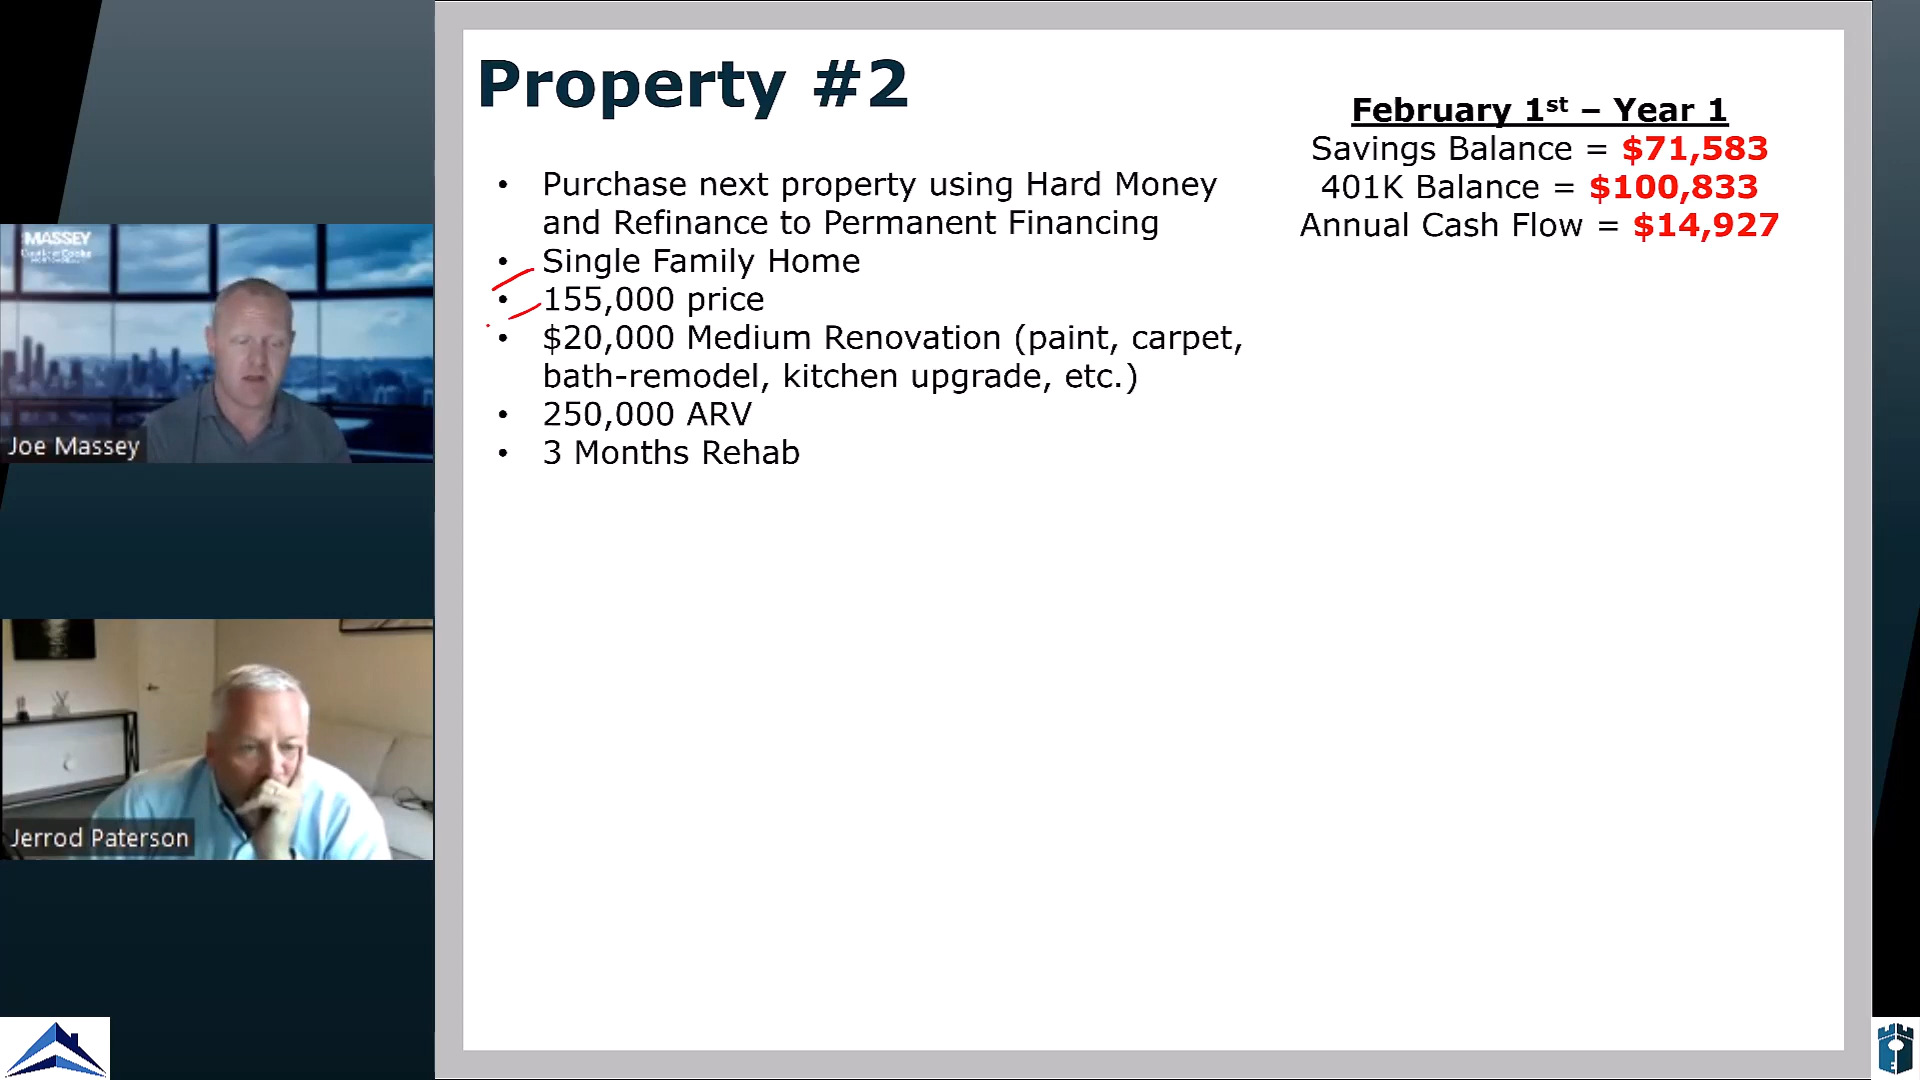 Property #2
February 1st – Year 1
Savings Balance = $71,583
401K Balance = $100,833
Annual Cash Flow = $14,927
• Purchase next property using Hard Money
and Refinance to Permanent Financing
• Single Family Home
• 155,000 price
• $20,000 Medium Renovation (paint, carpet,
bath-remodel, kitchen upgrade, etc.)
• 250,000 ARV
• 3 Months Rehab
MASSEY
Joe Massey
Jerrod Paterson